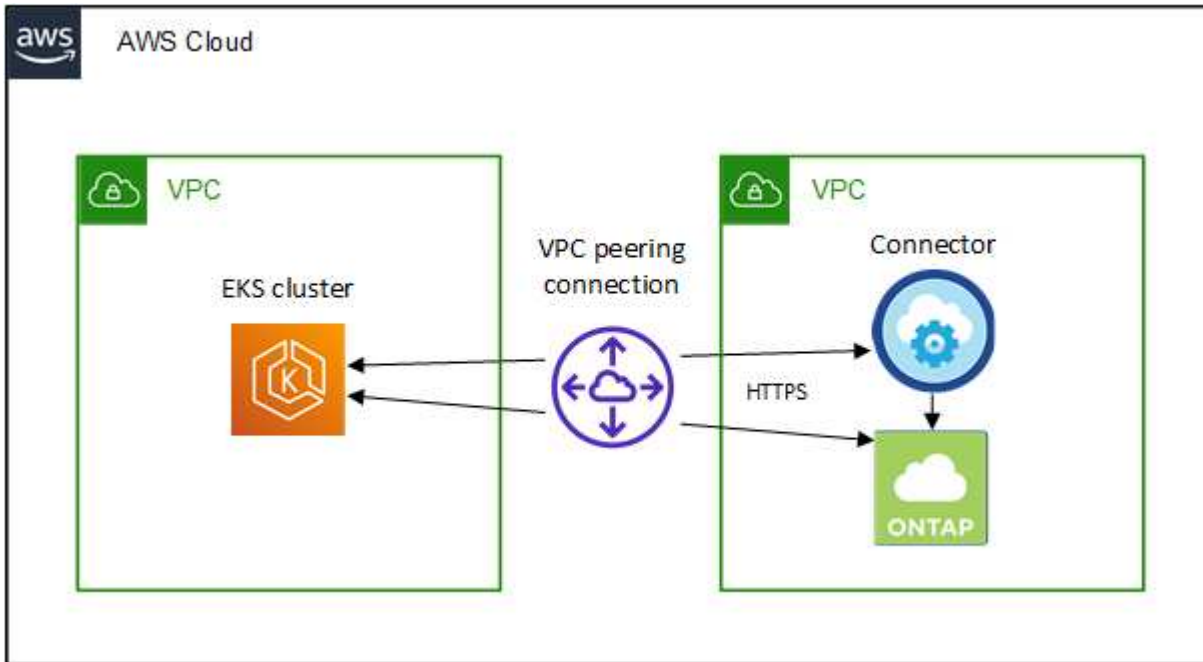 aws
AWS Cloud
VPC
VPC
Connector
VPC peering
connection
EKS cluster
K
HTTPS
ONTAP